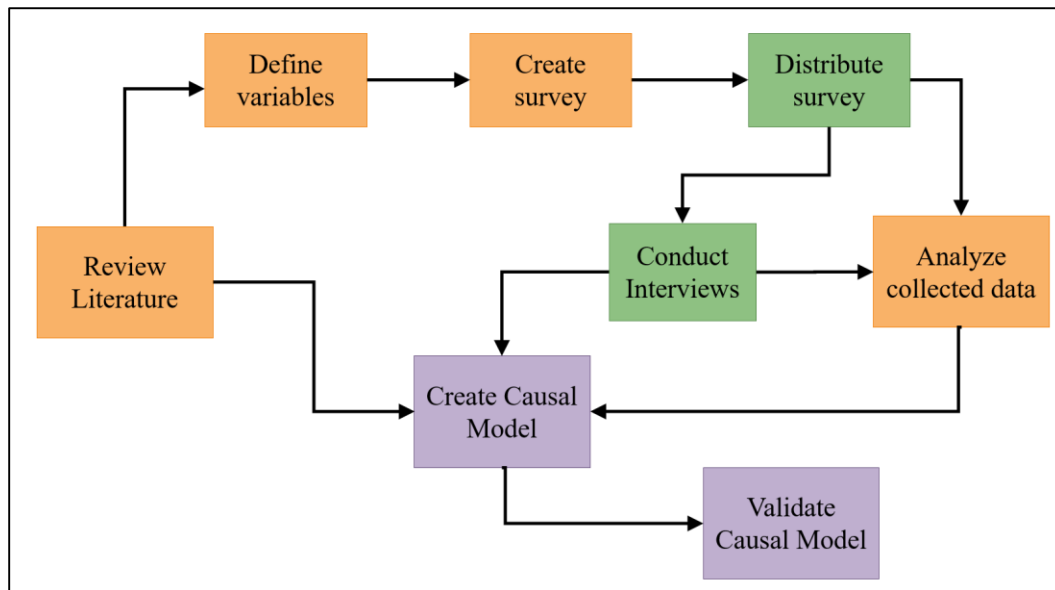 Define
variables
Create
survey
Distribute
survey
Review
Literature
Conduct
Interviews
Analyze
collected data
Create Causal
Model
Validate
Causal Model